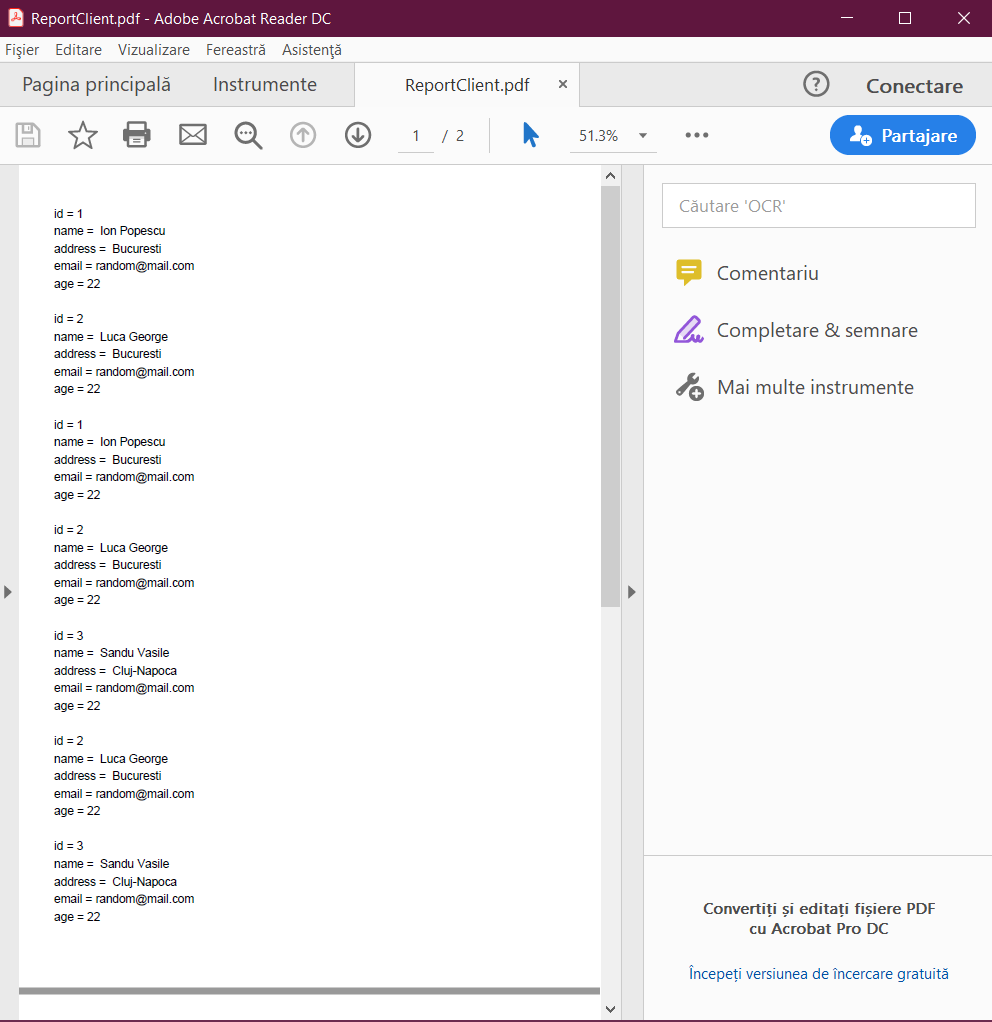 ReportClient.pdf - Adobe Acrobat Reader DC
Fișier Editare Vizualizare Fereastră Asistență
Pagina principală Instrumente ReportClient.pdf × ? Conectare
1 / 2 51.3% Partajare
id = 1
name = Ion Popescu
address = Bucuresti
email = random@mail.com
age = 22
id = 2
name = Luca George
address = Bucuresti
email = random@mail.com
age = 22
id = 1
name = Ion Popescu
address = Bucuresti
email = random@mail.com
age = 22
id = 2
name = Luca George
address = Bucuresti
email = random@mail.com
age = 22
id = 3
name = Sandu Vasile
address = Cluj-Napoca
email = random@mail.com
age = 22
id = 2
name = Luca George
address = Bucuresti
email = random@mail.com
age = 22
id = 3
name = Sandu Vasile
address = Cluj-Napoca
email = random@mail.com
age = 22
Căutare 'OCR'
Comentariu
Completare & semnare
Mai multe instrumente
Convertiți și editați fișiere PDF
cu Acrobat Pro DC
Începeți versiunea de încercare gratuită